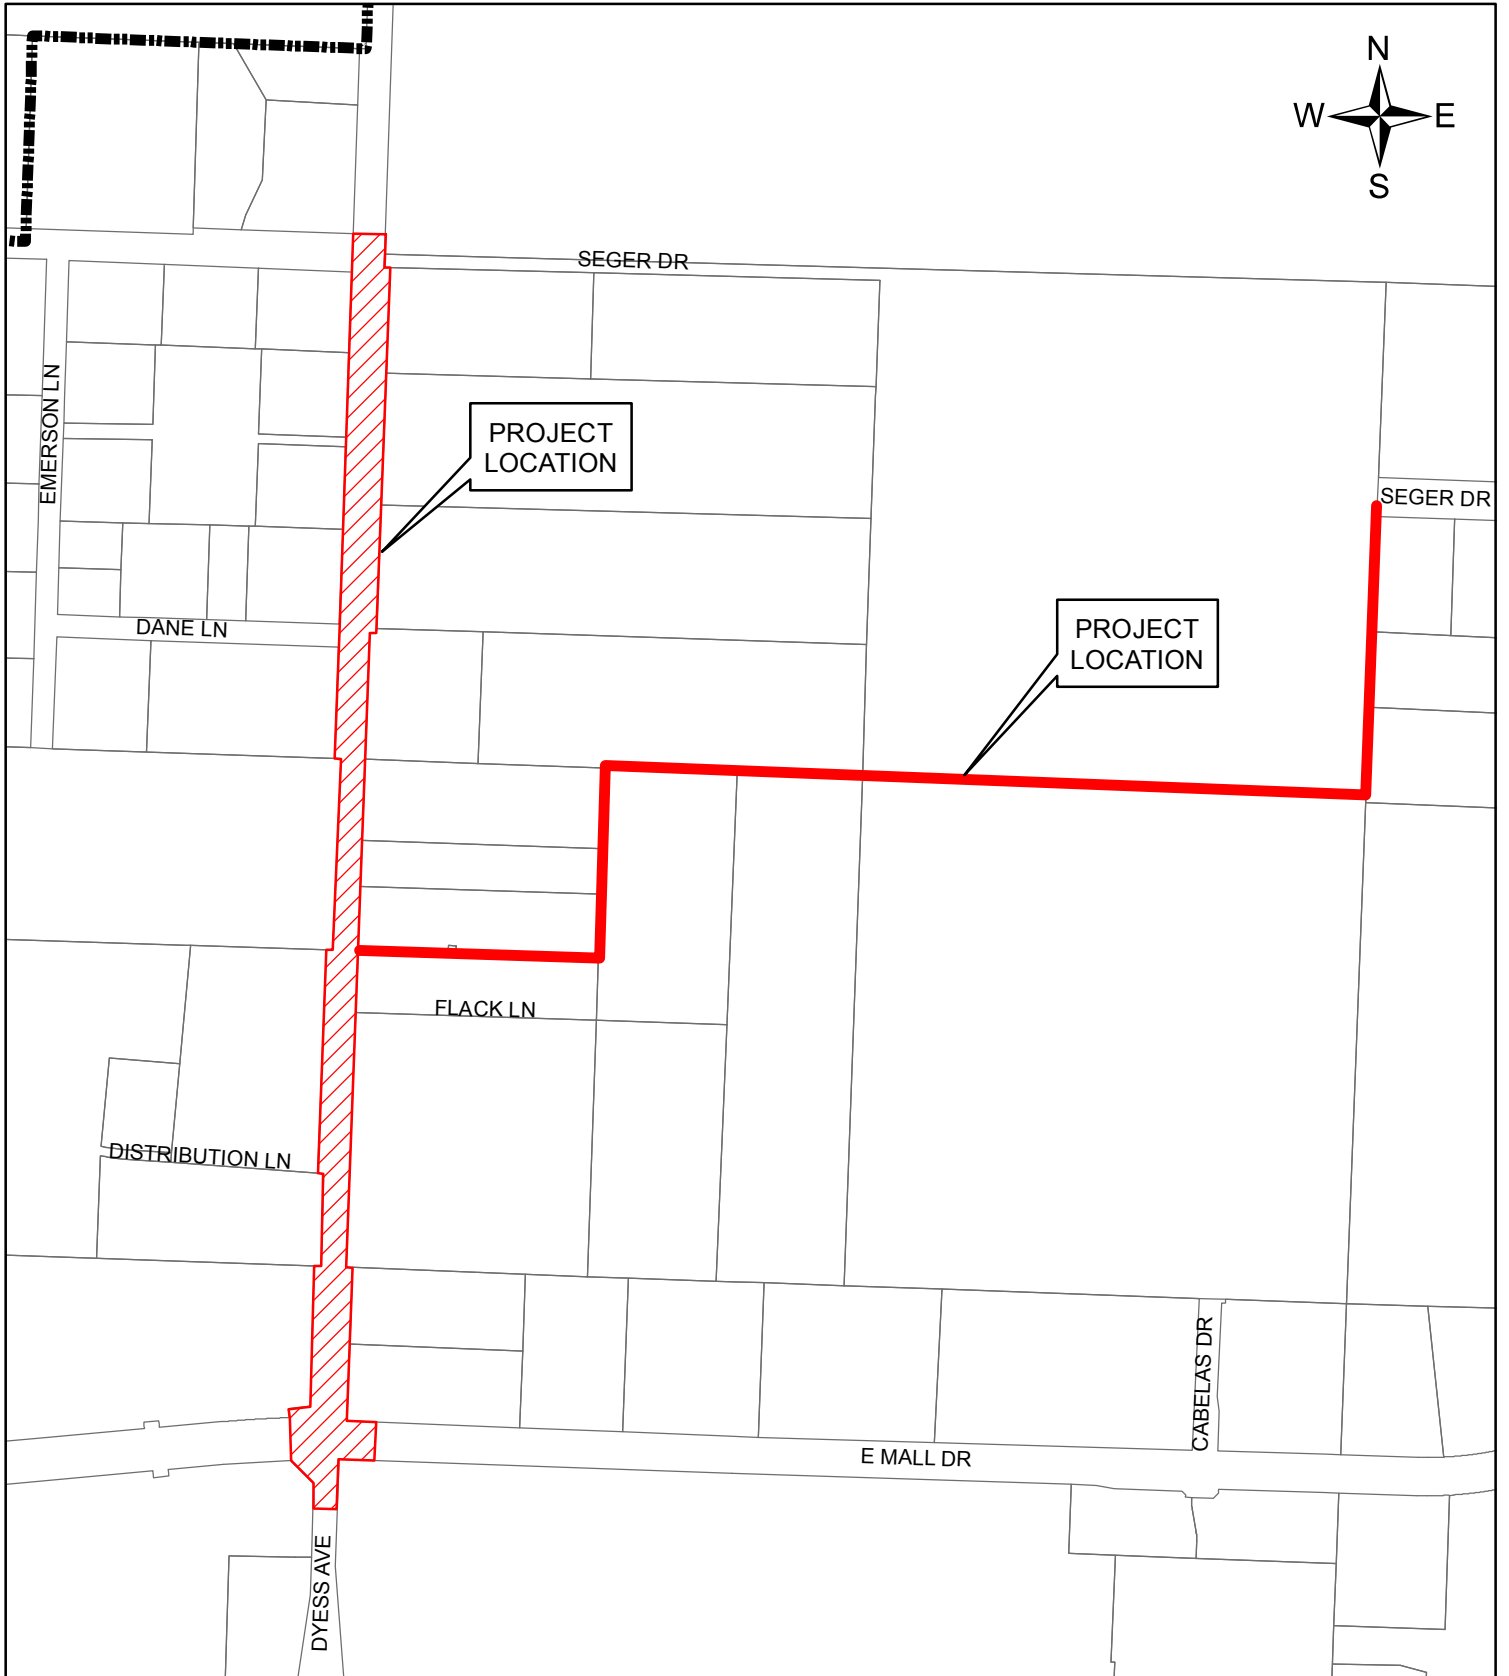 N
W
E
S
SEGER DR
EMERSON LN
PROJECT
LOCATION
SEGER DR
DANE LN
PROJECT
LOCATION
FLACK LN
DISTRIBUTION LN
CABELAS DR
E MALL DR
DYESS AVE